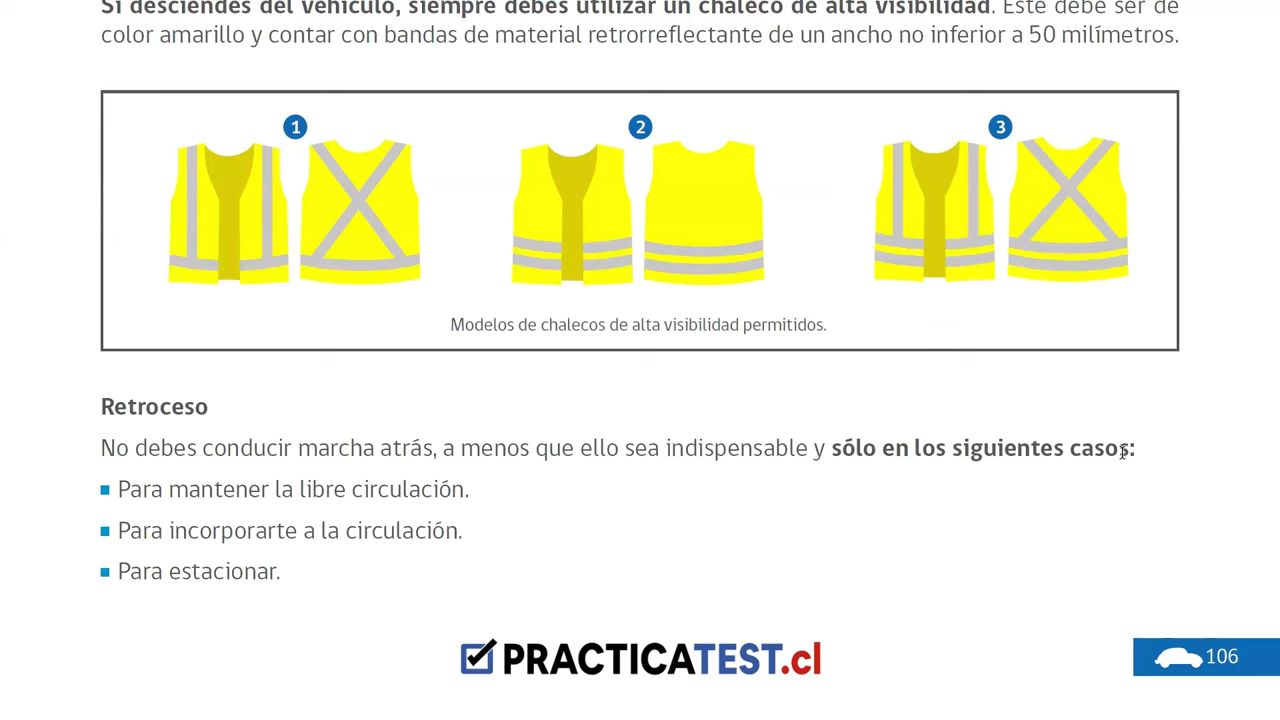 Si desciendes del vehículo, siempre debes utilizar un chaleco de alta visibilidad. Este debe ser de
color amarillo y contar con bandas de material retrorreflectante de un ancho no inferior a 50 milímetros.
1
2
3
Modelos de chalecos de alta visibilidad permitidos.
Retroceso
No debes conducir marcha atrás, a menos que ello sea indispensable y sólo en los siguientes casos:
Para mantener la libre circulación.
Para incorporarte a la circulación.
Para estacionar.
PRACTICATEST.cl
106